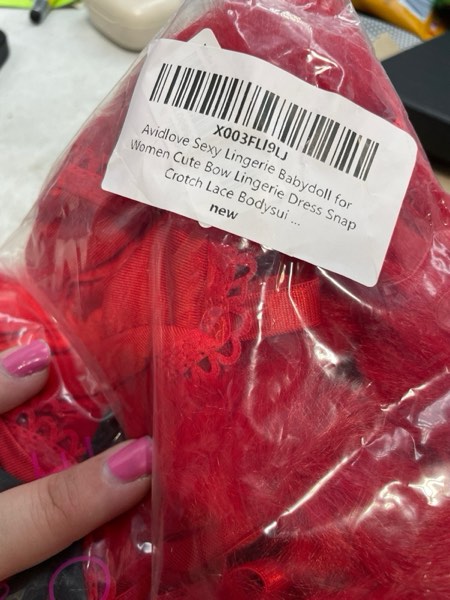 X003FLI9LJ
Avidlove Sexy Lingerie Babydoll for
Women Cute Bow Lingerie Dress Snap
Crotch Lace Bodysui ...
new